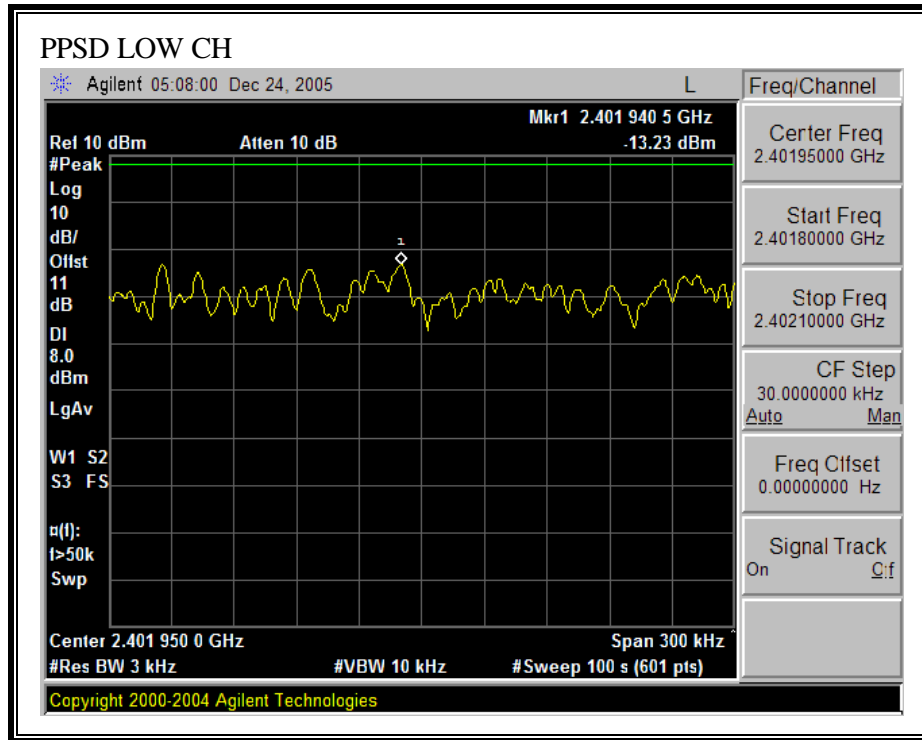 PPSD LOW CH
Agilent 05:08:00 Dec 24, 2005 L
Mkr1 2.401 940 5 GHz
Ref 10 dBm Atten 10 dB -13.23 dBm
#Peak
Log
10
dB/
Offst
11
dB
DI
8.0
dBm
LgAv
W1 S2
S3 FS
¤(f):
f>50k
Swp
1
Center 2.401 950 0 GHz Span 300 kHz ^
#Res BW 3 kHz #VBW 10 kHz #Sweep 100 s (601 pts)
Copyright 2000-2004 Agilent Technologies
Freq/Channel
Center Freq
2.40195000 GHz
Start Freq
2.40180000 GHz
Stop Freq
2.40210000 GHz
CF Step
30.0000000 kHz
Auto Man
Freq Offset
0.00000000 Hz
Signal Track
On Off